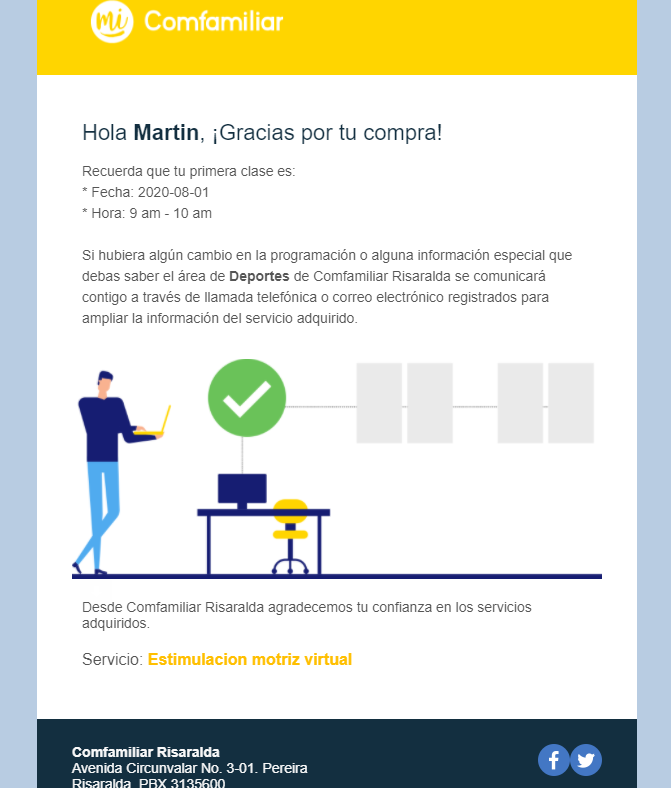 mi Comfamiliar
Hola Martin, ¡Gracias por tu compra!
Recuerda que tu primera clase es:
* Fecha: 2020-08-01
* Hora: 9 am - 10 am
Si hubiera algún cambio en la programación o alguna información especial que
debas saber el área de Deportes de Comfamiliar Risaralda se comunicará
contigo a través de llamada telefónica o correo electrónico registrados para
ampliar la información del servicio adquirido.
Desde Comfamiliar Risaralda agradecemos tu confianza en los servicios
adquiridos.
Servicio: Estimulacion motriz virtual
Comfamiliar Risaralda
Avenida Circunvalar No. 3-01. Pereira
Risaralda. PBX 3135600